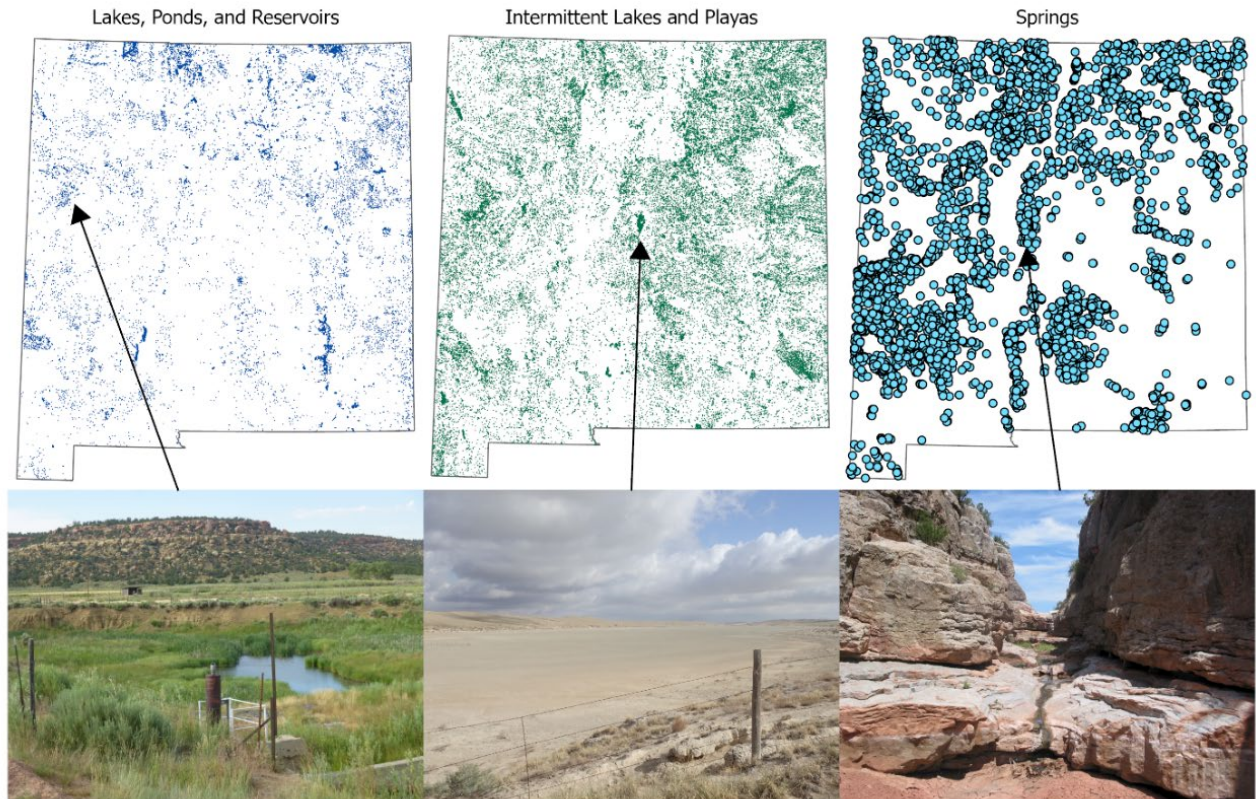 Lakes, Ponds, and Reservoirs
Intermittent Lakes and Playas
Springs